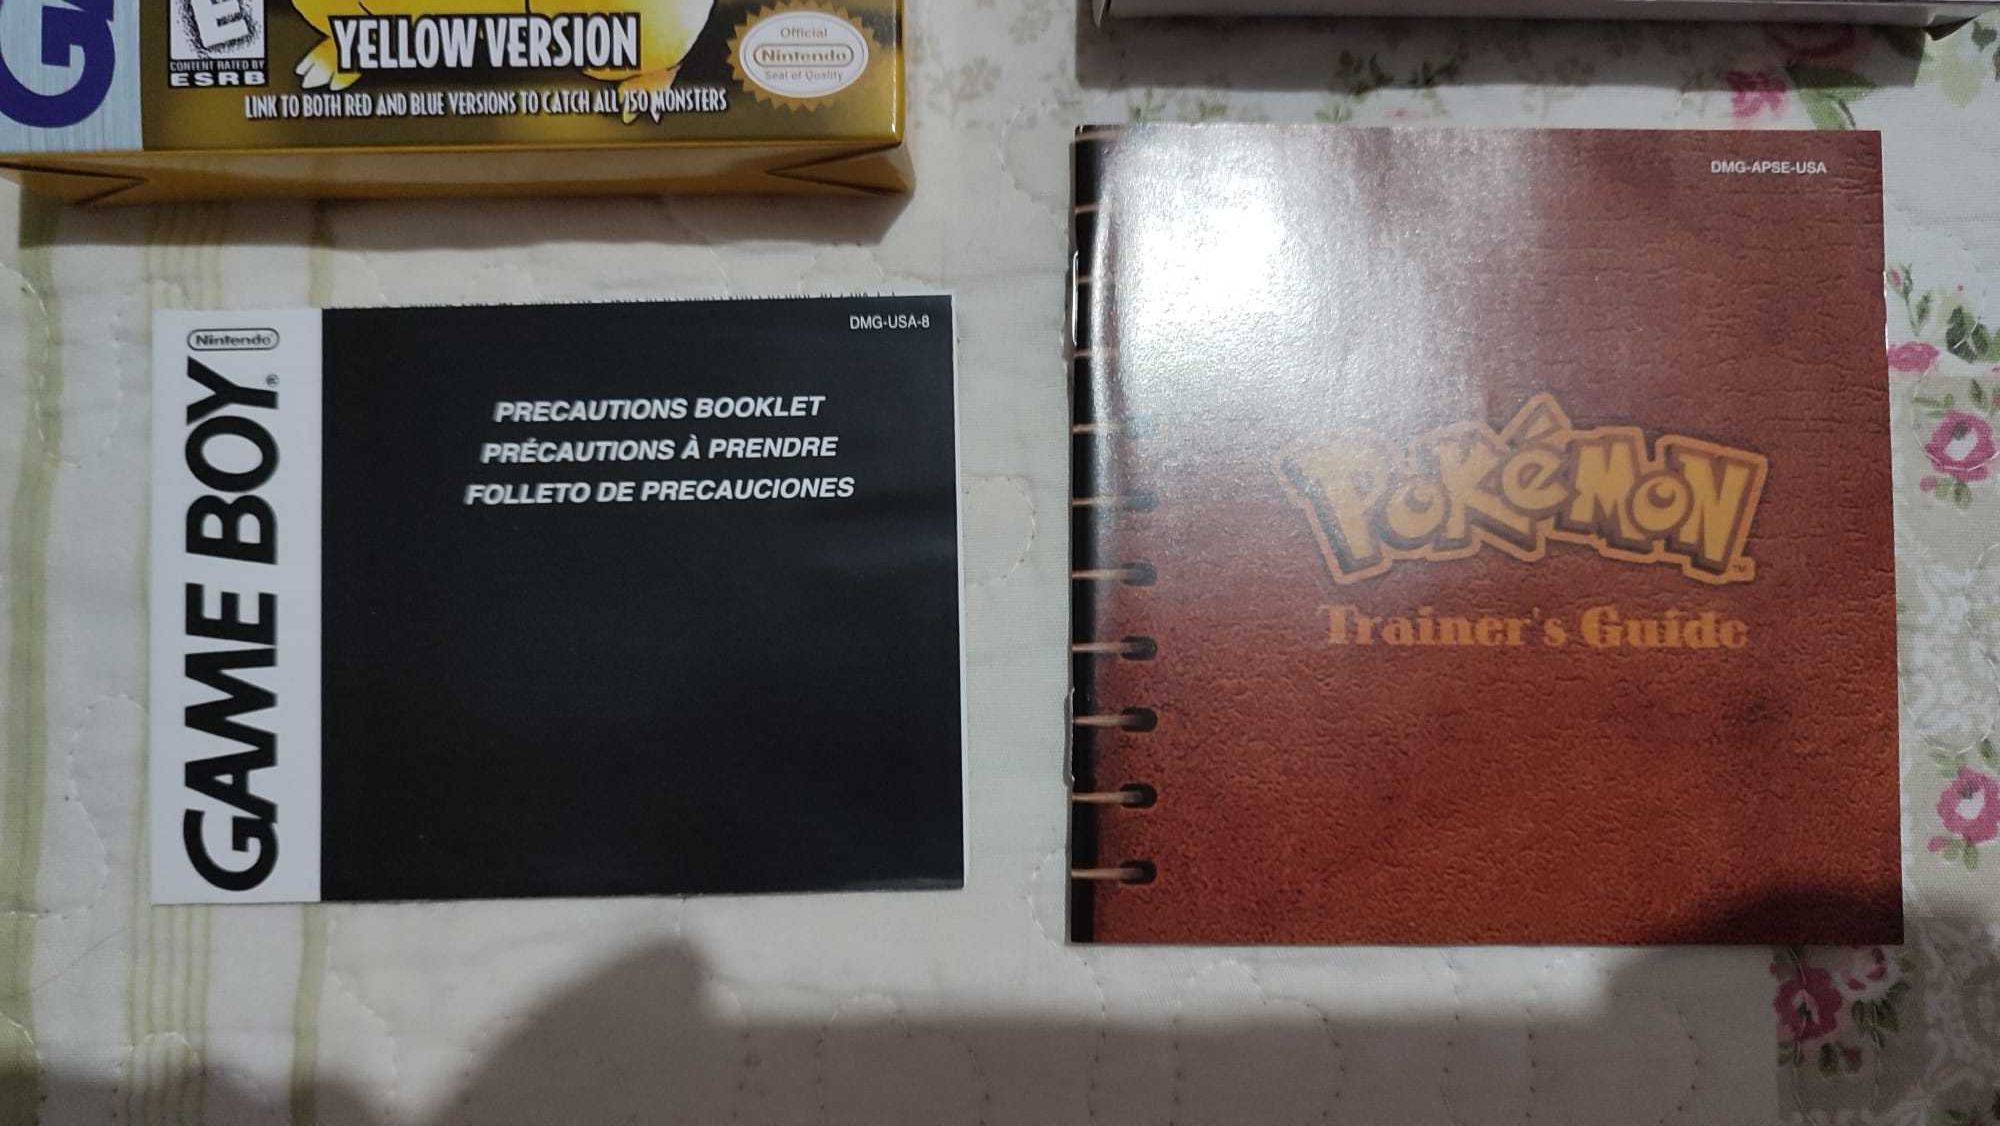 G
E
CONTENT RATED BY
ESRB
YELLOW VERSION
LINK TO BOTH RED AND BLUE VERSIONS TO CATCH ALL 150 MONSTERS
Official
Nintendo
Seal of Quality
Nintendo
GAME BOY®
DMG-USA-8
PRECAUTIONS BOOKLET
PRÉCAUTIONS À PRENDRE
FOLLETO DE PRECAUCIONES
DMG-APSE-USA
POKéMON™
Trainer's Guide